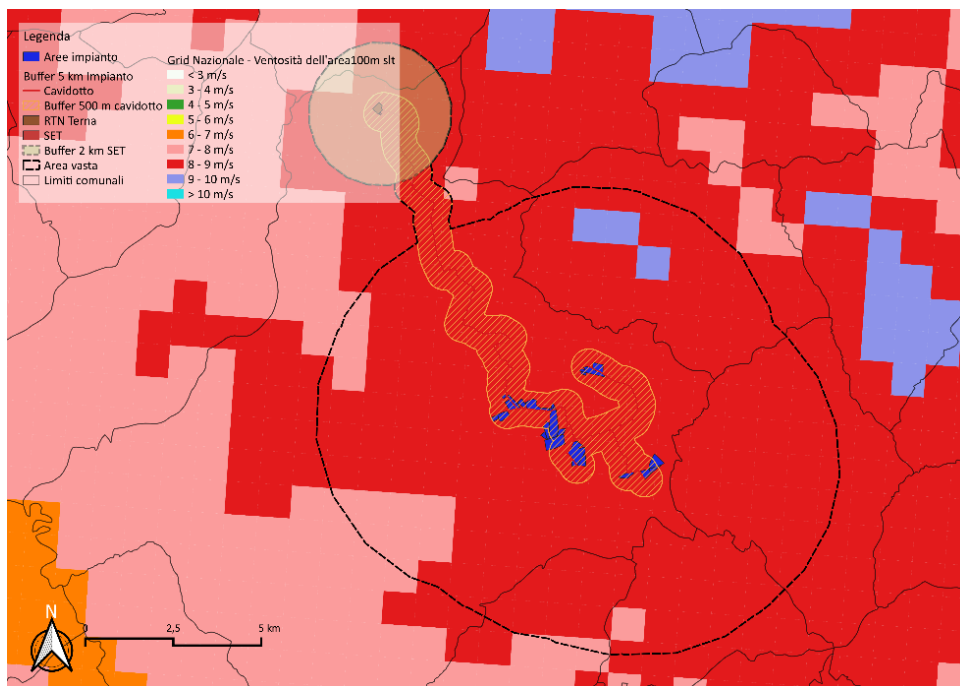 Legenda
Aree impianto
Buffer 5 km Impianto
Cavidotto
Buffer 500 m cavidotto
RTN Terna
SET
Buffer 2 km SET
Area vasta
Limiti comunali
Grid Nazionale - Ventosità dell'area100m slt
< 3 m/s
3 - 4 m/s
4 - 5 m/s
5 - 6 m/s
6 - 7 m/s
7 - 8 m/s
8 - 9 m/s
9 - 10 m/s
> 10 m/s
N
0 2,5 5 km